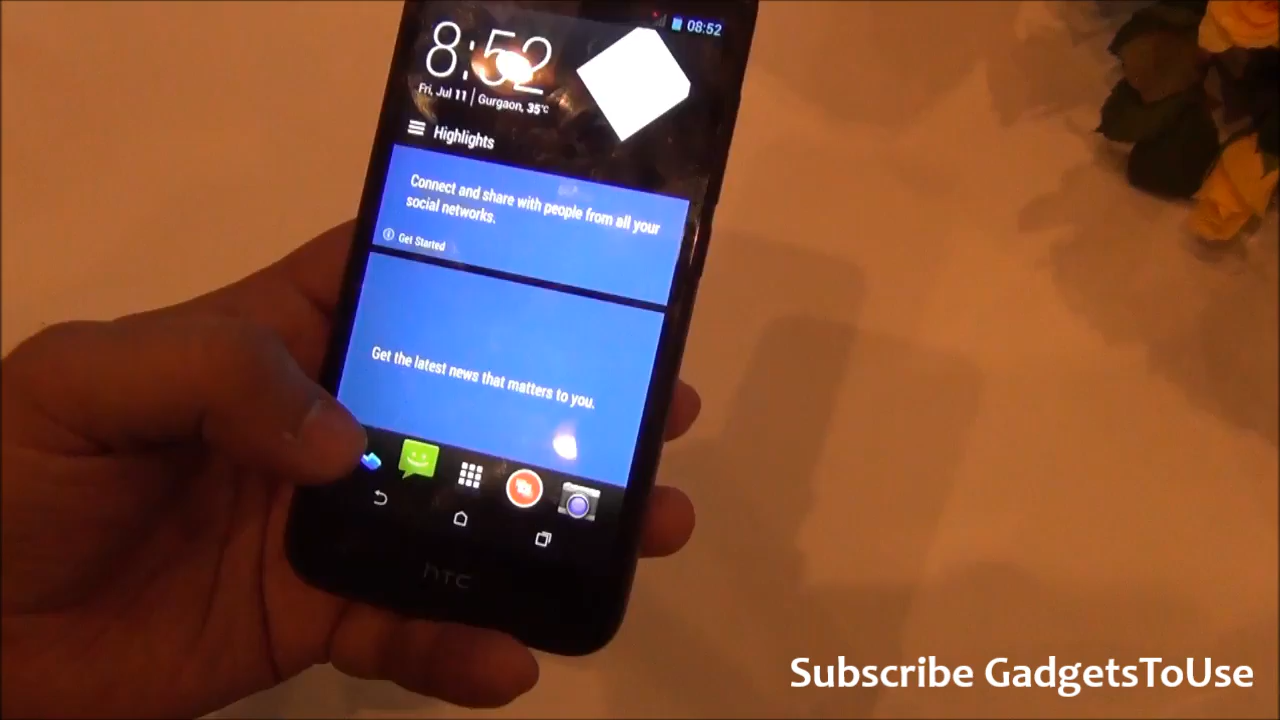 08:52
8:52
Fri, Jul 11 | Gurgaon, 35°C
Highlights
Connect and share with people from all your
social networks.
Get Started
Get the latest news that matters to you.
hTC
Subscribe GadgetsToUse